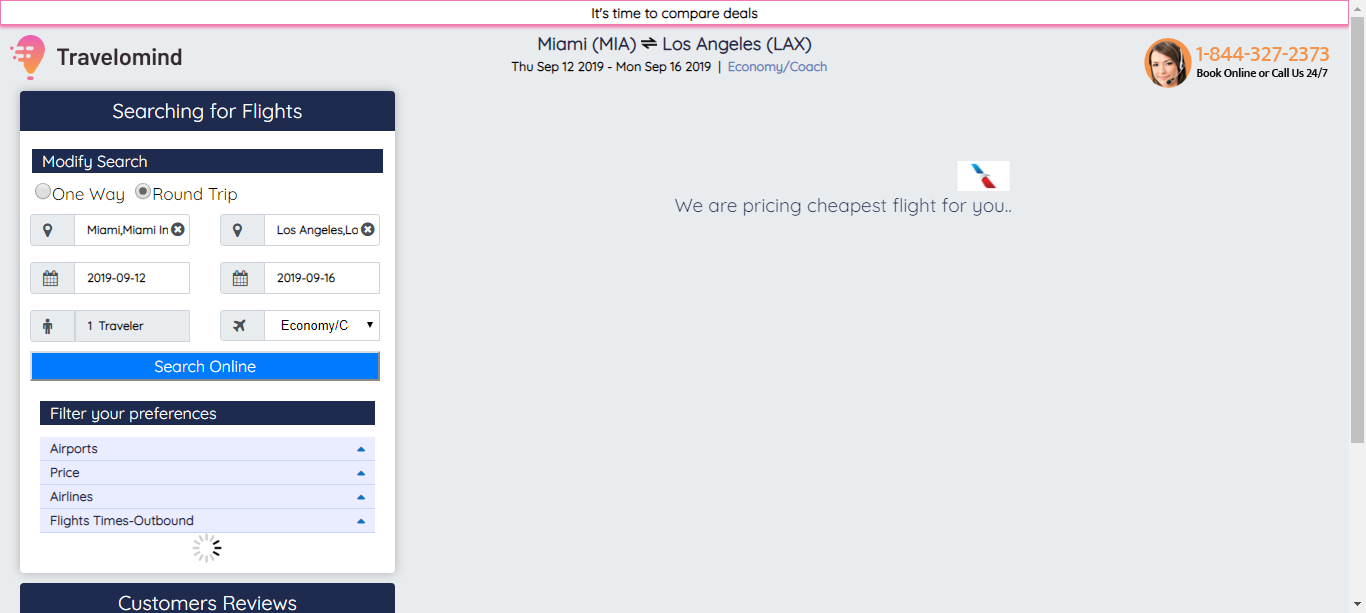 It's time to compare deals
Travelomind
Miami (MIA) ⇌ Los Angeles (LAX)
Thu Sep 12 2019 - Mon Sep 16 2019 | Economy/Coach
1-844-327-2373
Book Online or Call Us 24/7
Searching for Flights
Modify Search
One Way Round Trip
Miami,Miami In Los Angeles,Lo
2019-09-12 2019-09-16
1 Traveler Economy/C
Search Online
Filter your preferences
Airports
Price
Airlines
Flights Times-Outbound
Customers Reviews
We are pricing cheapest flight for you..